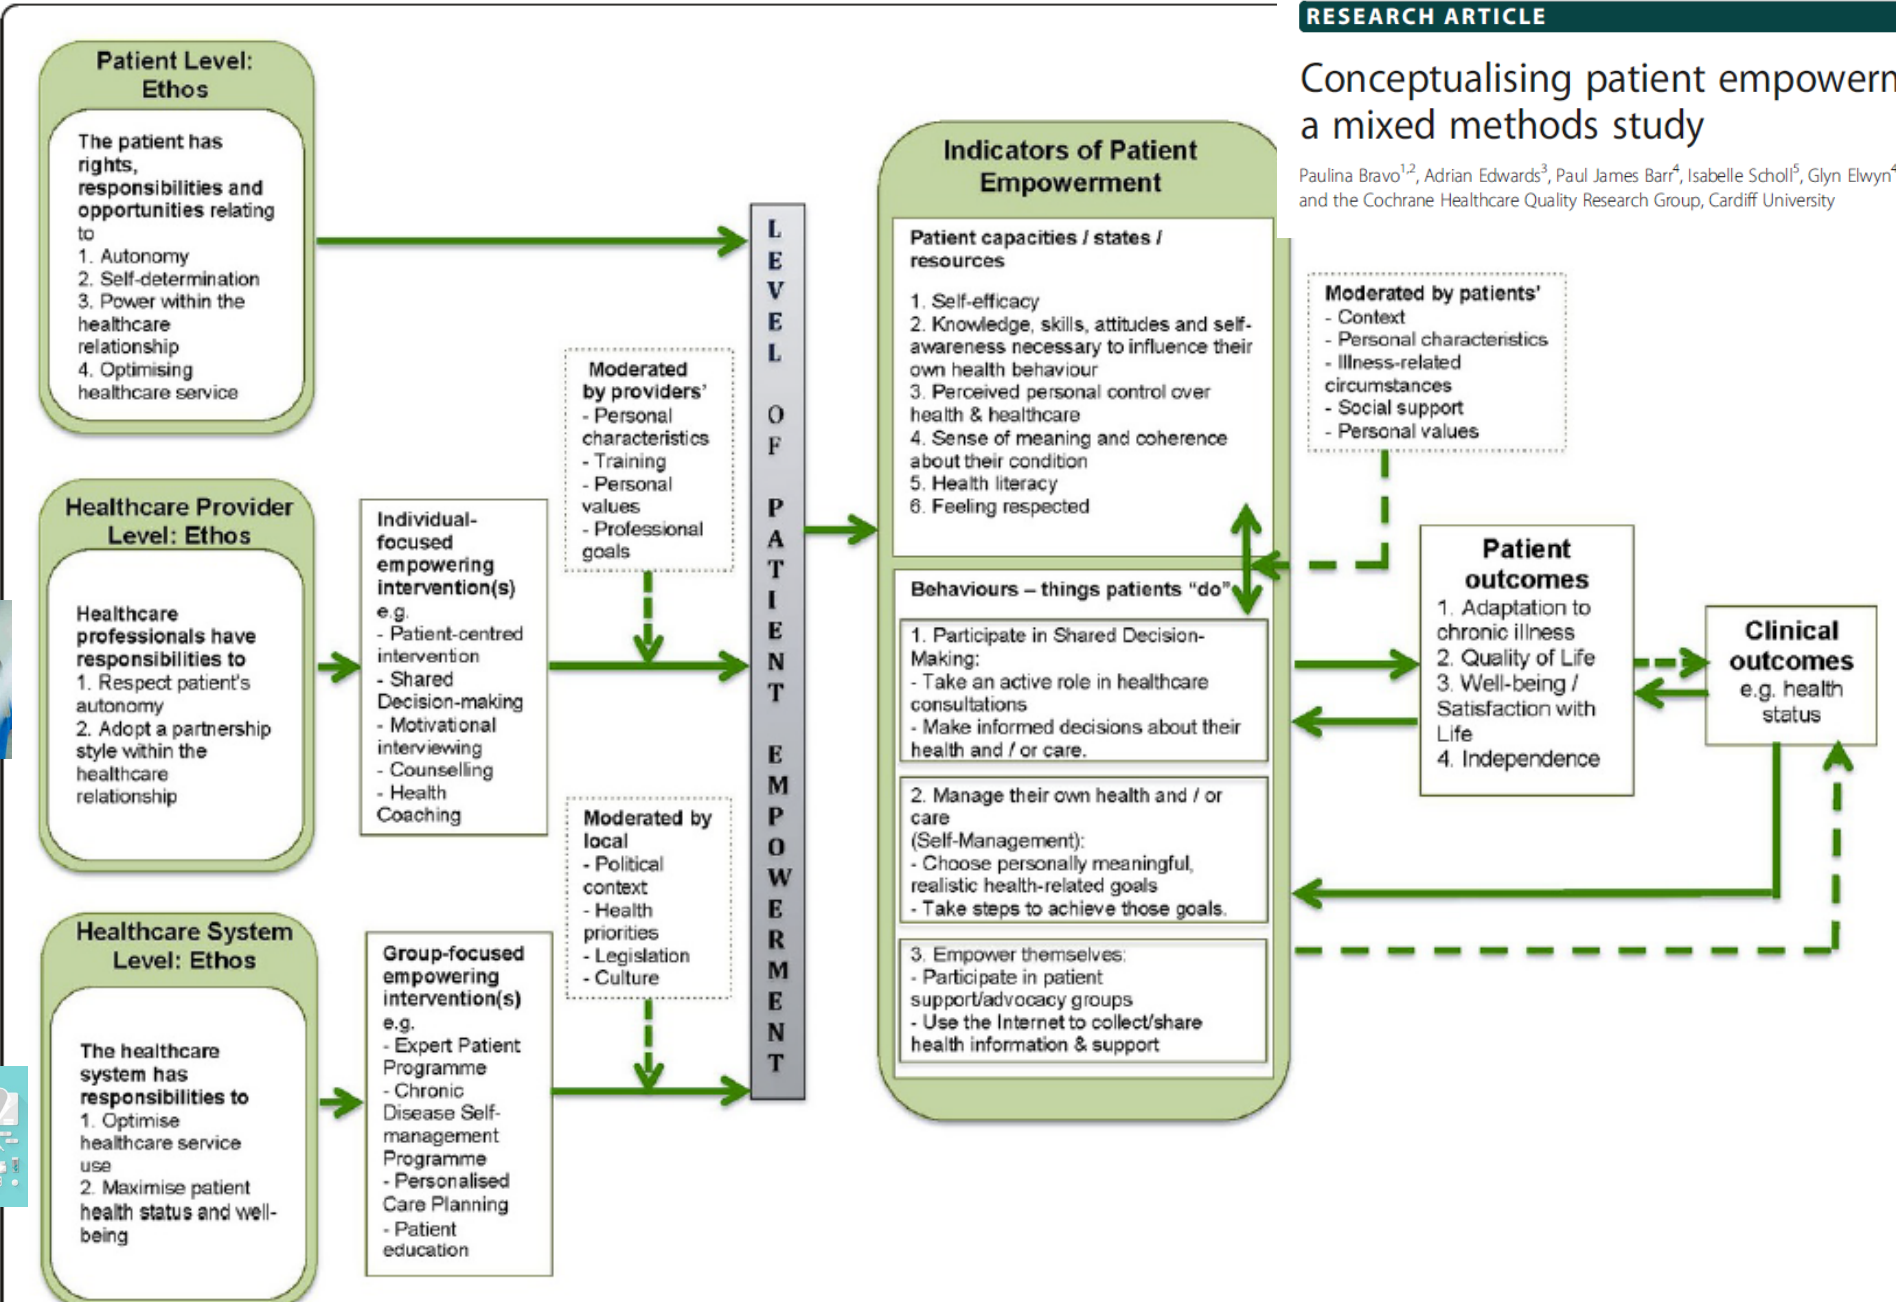 RESEARCH ARTICLE
Conceptualising patient empowerm
a mixed methods study
Paulina Bravo1,2, Adrian Edwards3, Paul James Barr4, Isabelle Scholl5, Glyn Elwyn4
and the Cochrane Healthcare Quality Research Group, Cardiff University
Patient Level:
Ethos
The patient has
rights,
responsibilities and
opportunities relating
to
1. Autonomy
2. Self-determination
3. Power within the
healthcare
relationship
4. Optimising
healthcare service
Healthcare Provider
Level: Ethos
Healthcare
professionals have
responsibilities to
1. Respect patient's
autonomy
2. Adopt a partnership
style within the
healthcare
relationship
Healthcare System
Level: Ethos
The healthcare
system has
responsibilities to
1. Optimise
healthcare service
use
2. Maximise patient
health status and well-
being
Individual-
focused
empowering
intervention(s)
e.g.
- Patient-centred
intervention
- Shared
Decision-making
- Motivational
interviewing
- Counselling
- Health
Coaching
Group-focused
empowering
intervention(s)
e.g.
- Expert Patient
Programme
- Chronic
Disease Self-
management
Programme
- Personalised
Care Planning
- Patient
education
Moderated
by providers'
- Personal
characteristics
- Training
- Personal
values
- Professional
goals
Moderated by
local
- Political
context
- Health
priorities
- Legislation
- Culture
LEVEL OF PATIENT EMPOWERMENT
Indicators of Patient
Empowerment
Patient capacities / states /
resources
1. Self-efficacy
2. Knowledge, skills, attitudes and self-
awareness necessary to influence their
own health behaviour
3. Perceived personal control over
health & healthcare
4. Sense of meaning and coherence
about their condition
5. Health literacy
6. Feeling respected
Behaviours – things patients "do"
1. Participate in Shared Decision-
Making:
- Take an active role in healthcare
consultations
- Make informed decisions about their
health and / or care.
2. Manage their own health and / or
care
(Self-Management):
- Choose personally meaningful,
realistic health-related goals
- Take steps to achieve those goals.
3. Empower themselves:
- Participate in patient
support/advocacy groups
- Use the Internet to collect/share
health information & support
Moderated by patients'
- Context
- Personal characteristics
- Illness-related
circumstances
- Social support
- Personal values
Patient
outcomes
1. Adaptation to
chronic illness
2. Quality of Life
3. Well-being /
Satisfaction with
Life
4. Independence
Clinical
outcomes
e.g. health
status